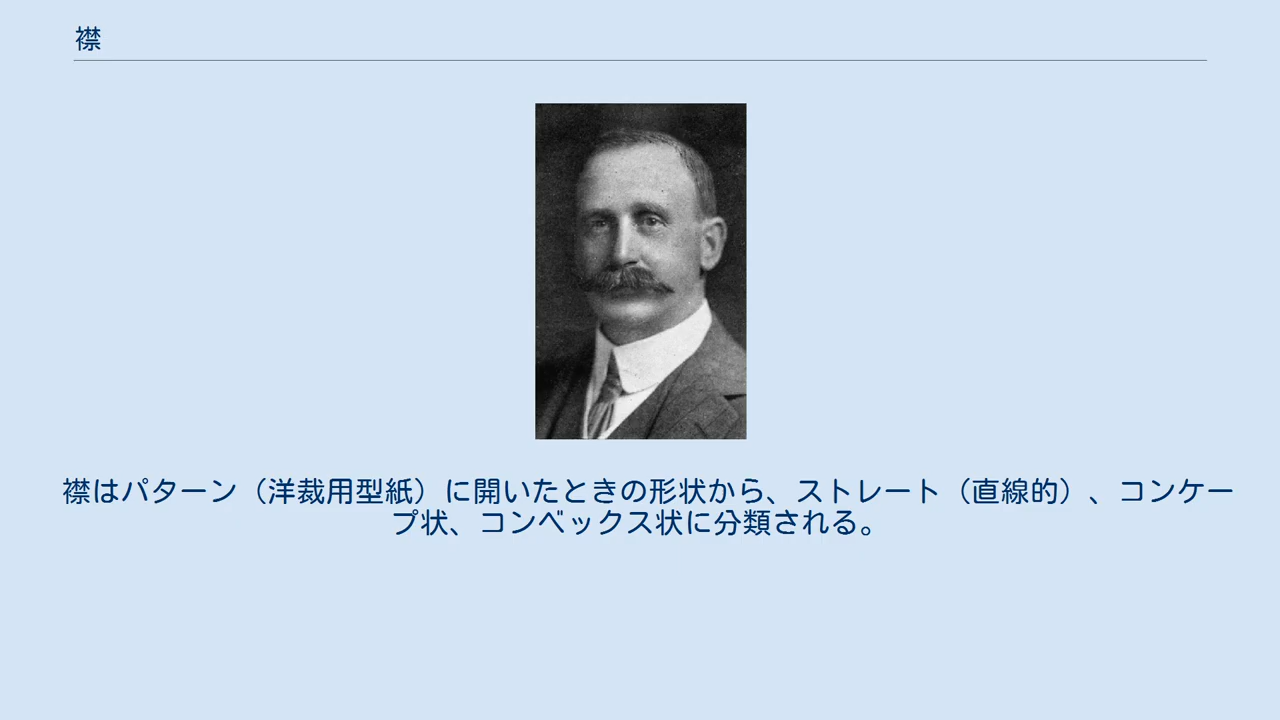 襟
襟はパターン（洋裁用型紙）に開いたときの形状から、ストレート（直線的）、コンケー
プ状、コンベックス状に分類される。